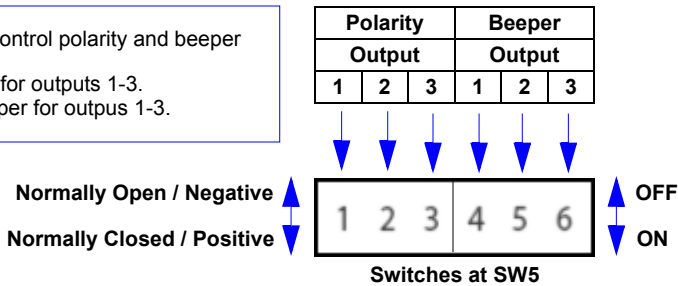 ontrol polarity and beeper
for outputs 1-3.
per for outpus 1-3.
Polarity Beeper
Output Output
1 2 3 1 2 3
Normally Open / Negative
Normally Closed / Positive
1 2 3 4 5 6
OFF
ON
Switches at SW5